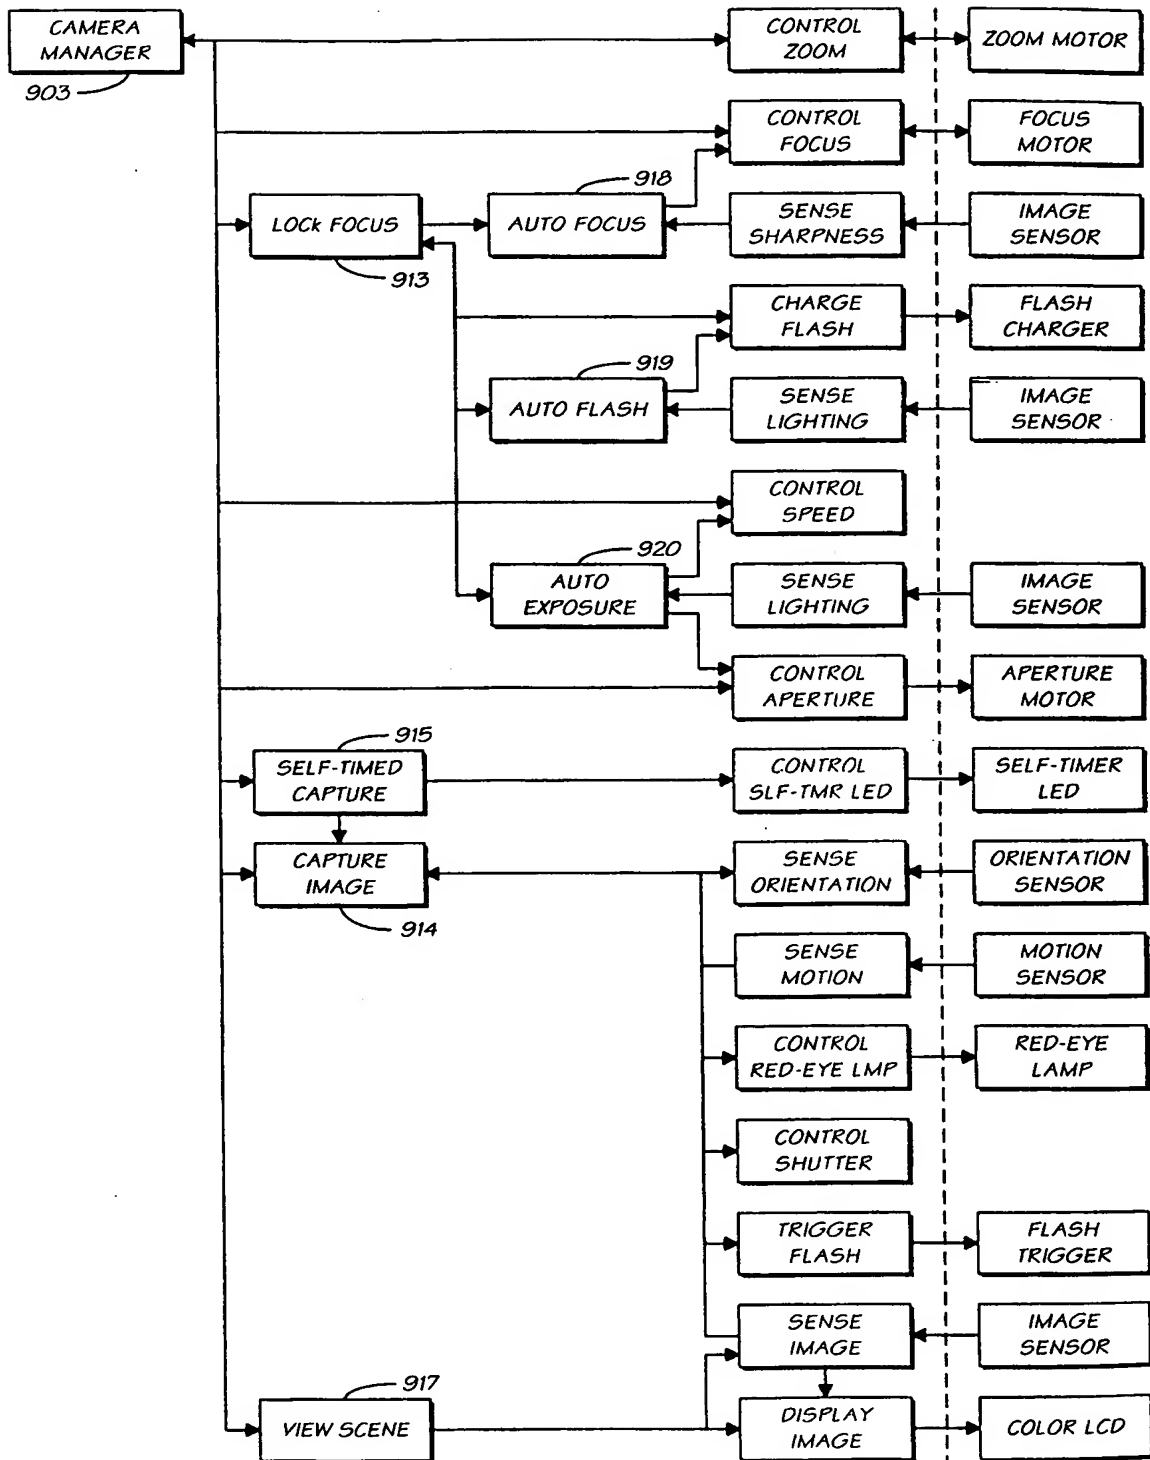 CAMERA
MANAGER
903
CONTROL
ZOOM
ZOOM MOTOR
CONTROL
FOCUS
FOCUS
MOTOR
918
LOCK FOCUS
913
AUTO FOCUS
SENSE
SHARPNESS
IMAGE
SENSOR
CHARGE
FLASH
FLASH
CHARGER
919
AUTO FLASH
SENSE
LIGHTING
IMAGE
SENSOR
CONTROL
SPEED
920
AUTO
EXPOSURE
SENSE
LIGHTING
IMAGE
SENSOR
CONTROL
APERTURE
APERTURE
MOTOR
915
SELF-TIMED
CAPTURE
CONTROL
SLF-TMR LED
SELF-TIMER
LED
CAPTURE
IMAGE
914
SENSE
ORIENTATION
ORIENTATION
SENSOR
SENSE
MOTION
MOTION
SENSOR
CONTROL
RED-EYE LMP
RED-EYE
LAMP
CONTROL
SHUTTER
TRIGGER
FLASH
FLASH
TRIGGER
SENSE
IMAGE
IMAGE
SENSOR
917
VIEW SCENE
DISPLAY
IMAGE
COLOR LCD